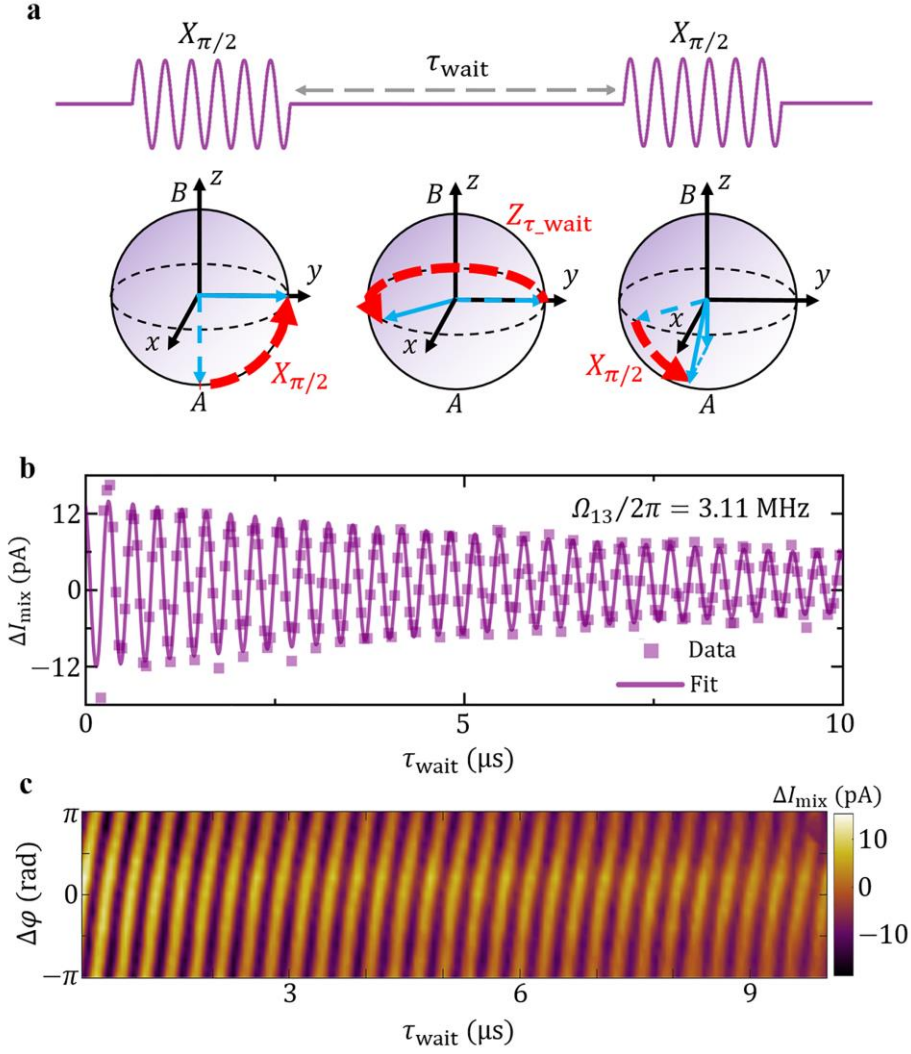 a
X_{π/2} X_{π/2}
τ_wait
B z B z B z
Z_{τ_wait}
y y y
x x x
X_{π/2} X_{π/2}
A A A
b
12
0
−12
ΔI_mix (pA)
Ω_13/2π = 3.11 MHz
Data
Fit
0 5 10
τ_wait (μs)
c
ΔI_mix (pA)
π
0
−π
Δφ (rad)
10
0
−10
3 6 9
τ_wait (μs)